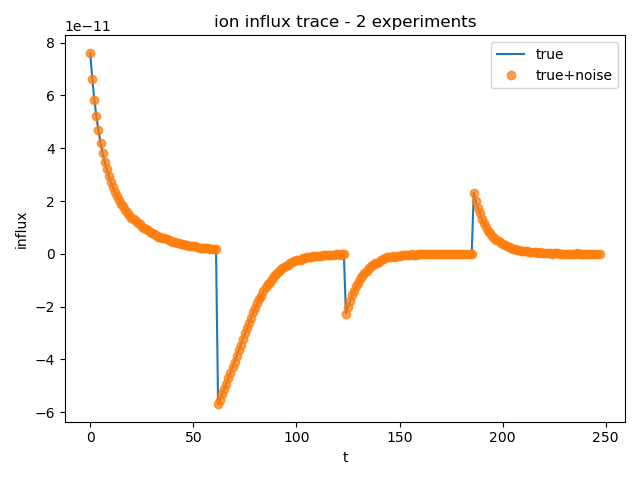 ion influx trace - 2 experiments
1e−11
true
true+noise
8
6
4
2
0
−2
−4
−6
influx
0
50
100
150
200
250
t